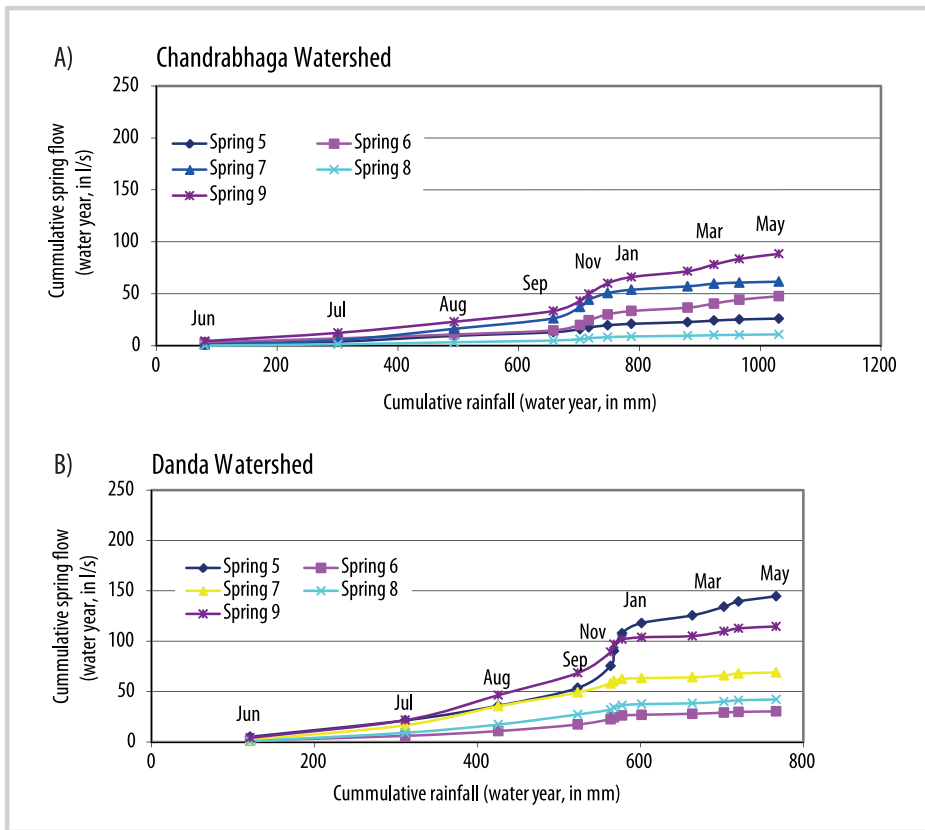 A) Chandrabhaga Watershed
250
200
150
100
50
0
Cummulative spring flow
(water year, in l/s)
Spring 5 Spring 6
Spring 7 Spring 8
Spring 9
Jun
Jul
Aug
Sep
Nov
Jan
Mar
May
0 200 400 600 800 1000 1200
Cumulative rainfall (water year, in mm)
B) Danda Watershed
250
200
150
100
50
0
Cummulative spring flow
(water year, in l/s)
Spring 5 Spring 6
Spring 7 Spring 8
Spring 9
Jun
Jul
Aug
Sep
Nov
Jan
Mar
May
0 200 400 600 800
Cummulative rainfall (water year, in mm)